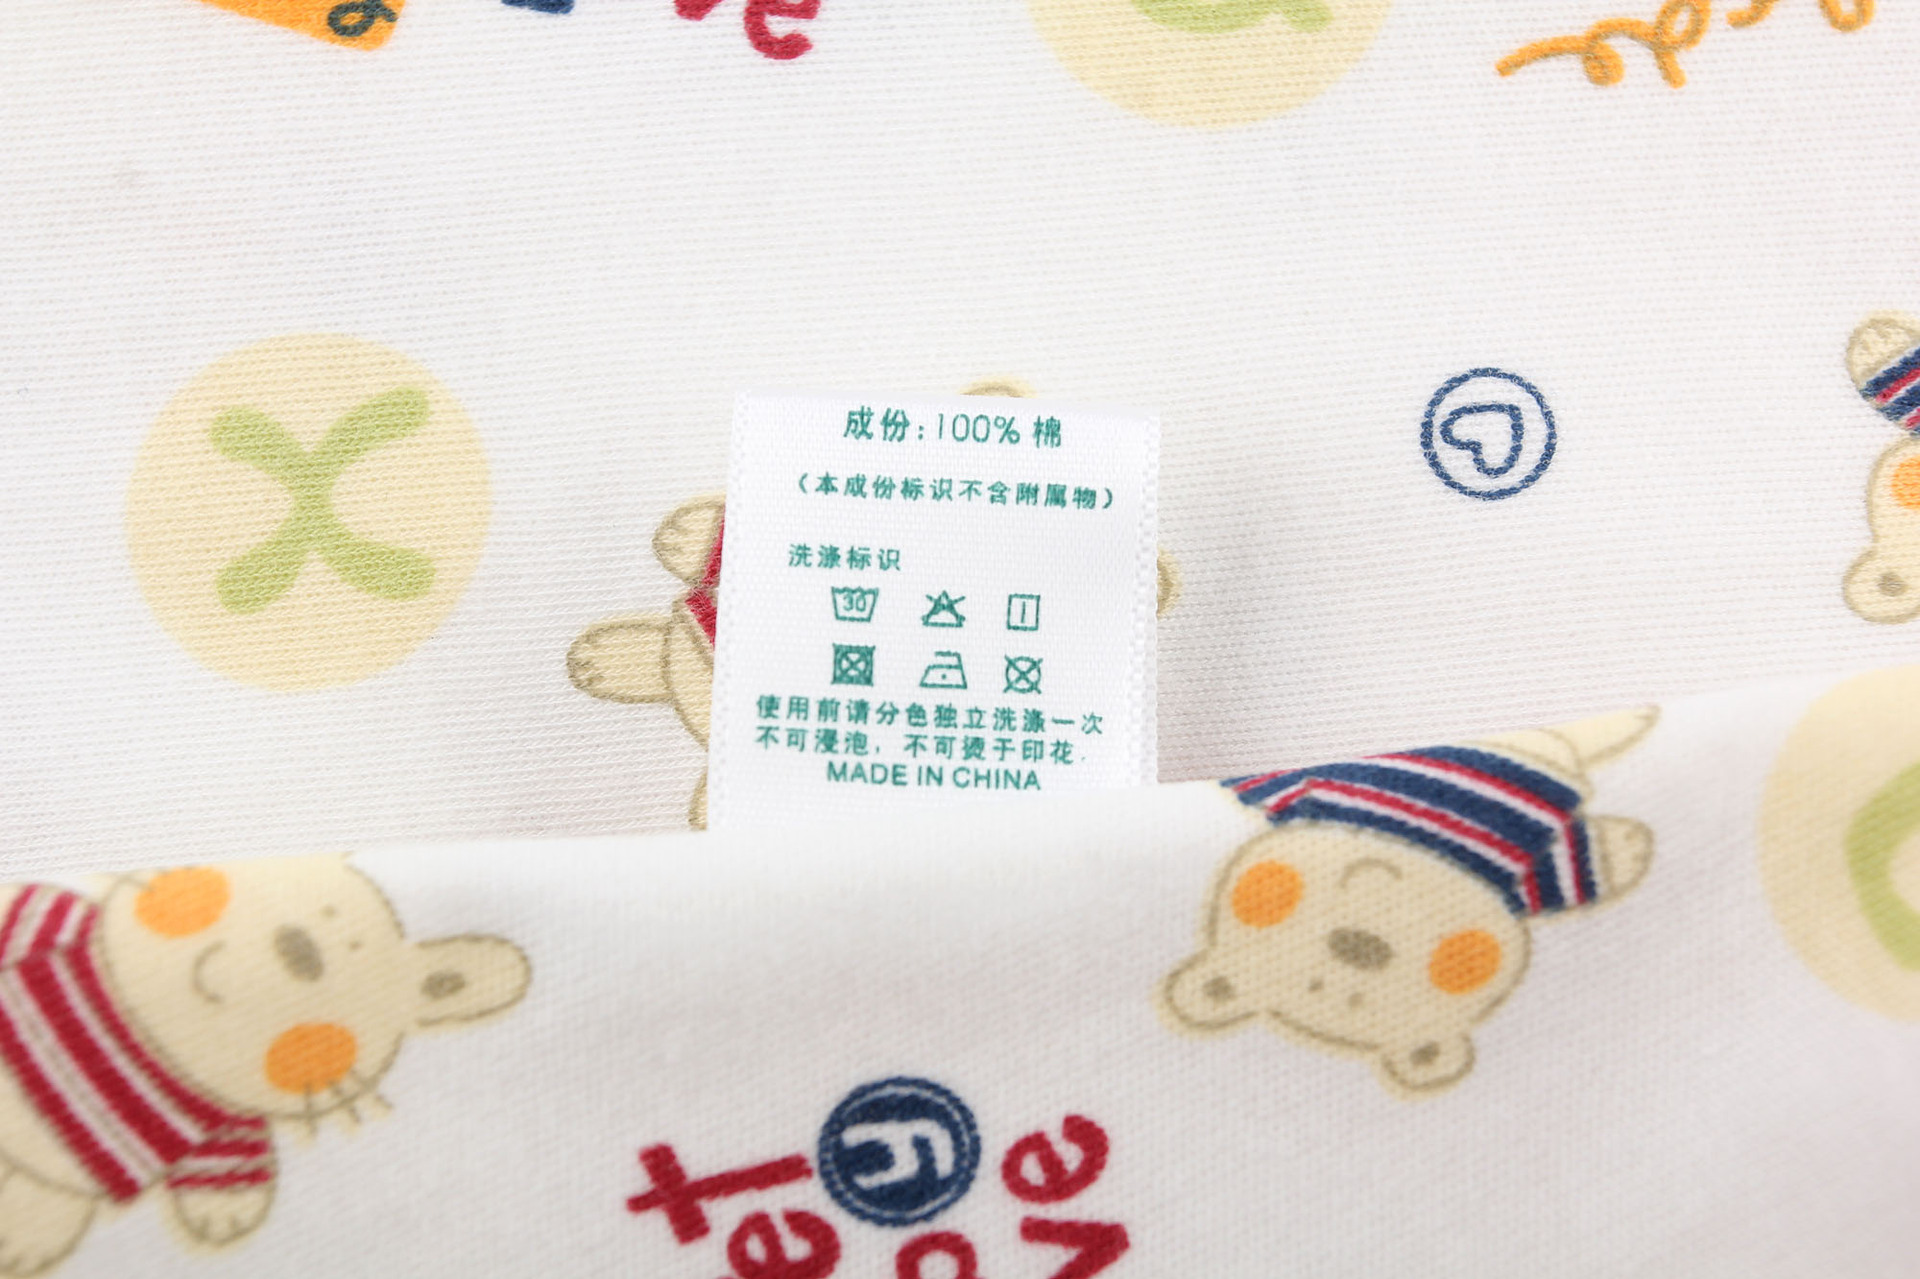 成份:100% 棉
（本成份标识不含附属物）
洗涤标识
30
使用前请分色独立洗涤一次
不可浸泡，不可烫于印花.
MADE IN CHINA